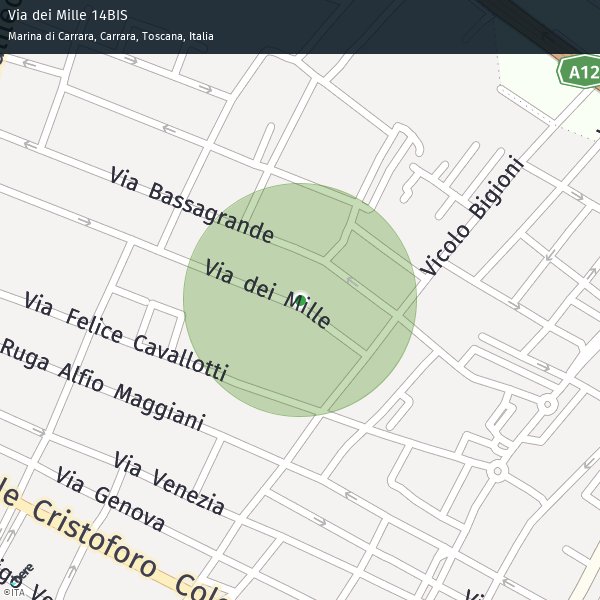 Via dei Mille 14BIS
Marina di Carrara, Carrara, Toscana, Italia
A12
Via Bassagrande
Vicolo Bigioni
Via dei Mille
Via Felice Cavallotti
Ruga Alfio Maggiani
Via Venezia
Via Genova
le Cristoforo Colo
Via
©ITA